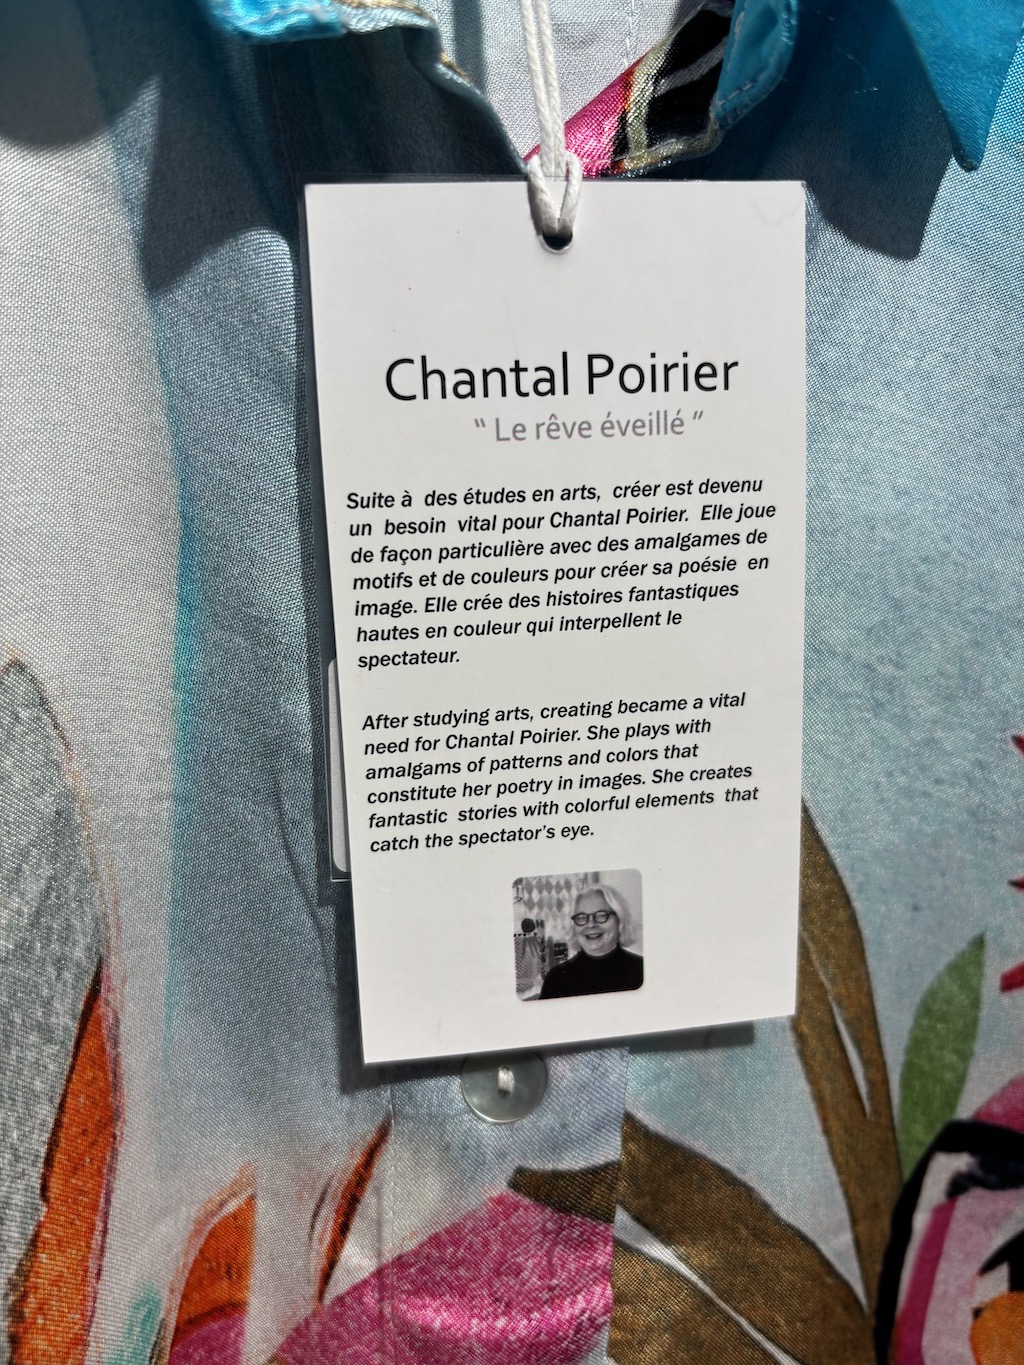 Chantal Poirier
“ Le rêve éveillé ”
Suite à des études en arts, créer est devenu
un besoin vital pour Chantal Poirier. Elle joue
de façon particulière avec des amalgames de
motifs et de couleurs pour créer sa poésie en
image. Elle crée des histoires fantastiques
hautes en couleur qui interpellent le
spectateur.
After studying arts, creating became a vital
need for Chantal Poirier. She plays with
amalgams of patterns and colors that
constitute her poetry in images. She creates
fantastic stories with colorful elements that
catch the spectator's eye.